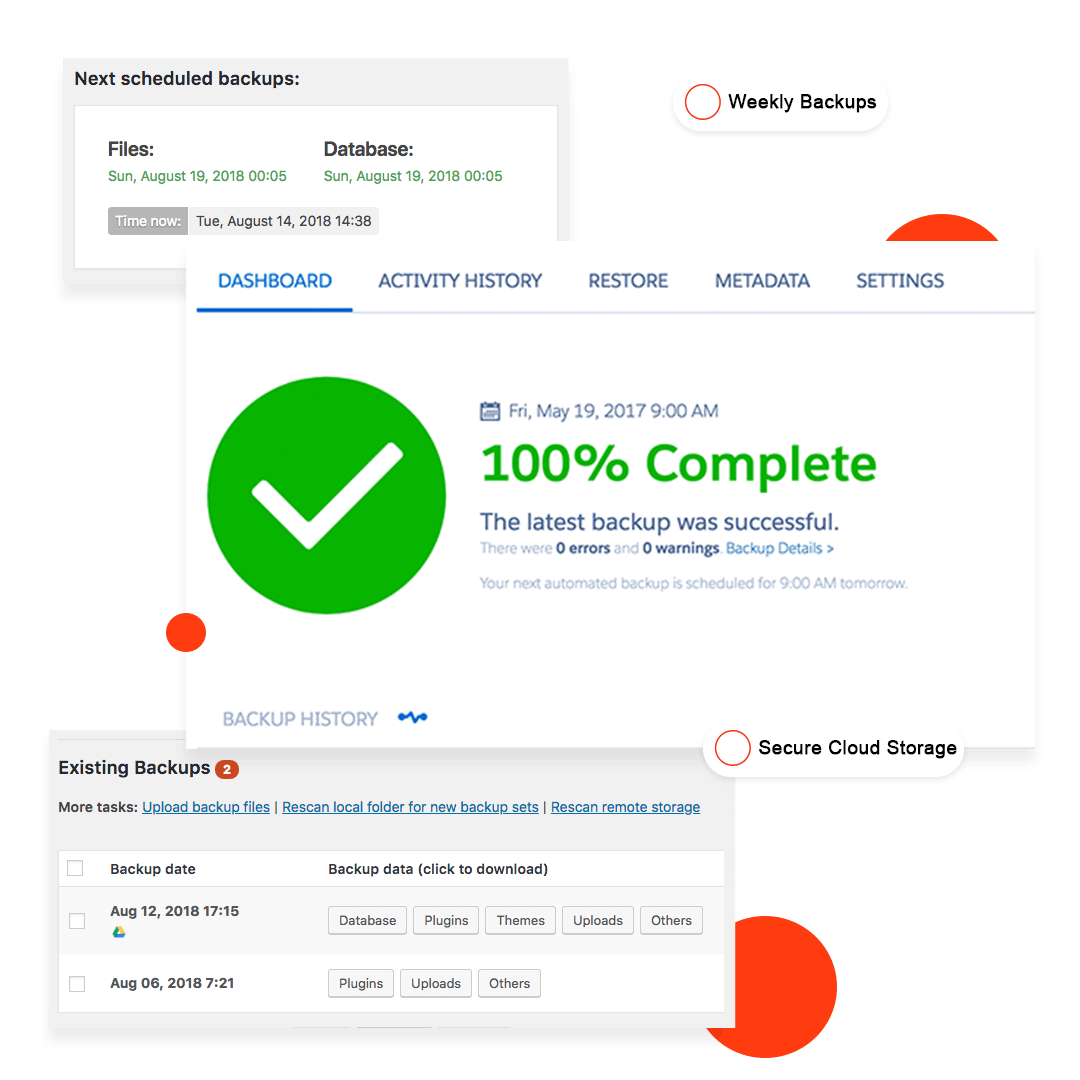 Next scheduled backups:
Weekly Backups
Files: Database:
Sun, August 19, 2018 00:05 Sun, August 19, 2018 00:05
Time now: Tue, August 14, 2018 14:38
DASHBOARD ACTIVITY HISTORY RESTORE METADATA SETTINGS
Fri, May 19, 2017 9:00 AM
100% Complete
The latest backup was successful.
There were 0 errors and 0 warnings. Backup Details >
Your next automated backup is scheduled for 9:00 AM tomorrow.
BACKUP HISTORY
Secure Cloud Storage
Existing Backups 2
More tasks: Upload backup files | Rescan local folder for new backup sets | Rescan remote storage
Backup date Backup data (click to download)
Aug 12, 2018 17:15 Database Plugins Themes Uploads Others
Aug 06, 2018 7:21 Plugins Uploads Others